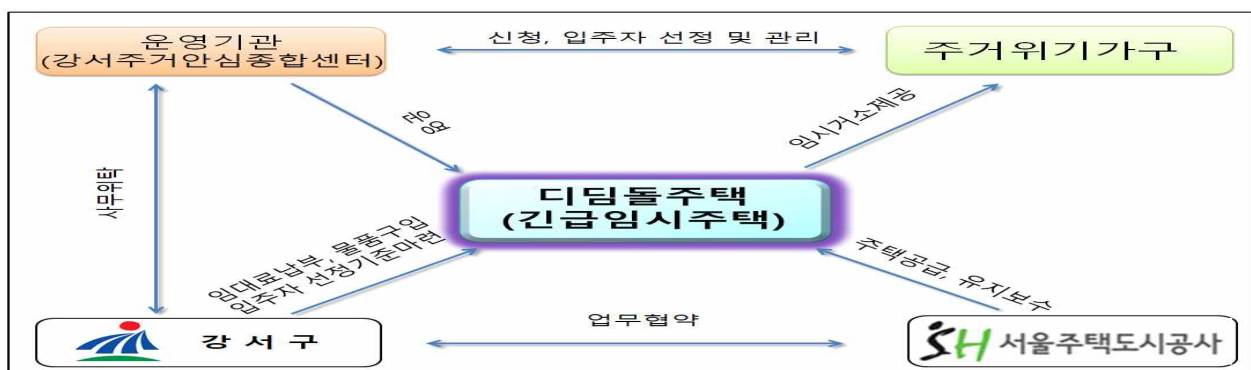 운영기관
(강서주거안심종합센터)
신청, 입주자 선정 및 관리
주거위기가구
운영
임시거소제공
사무위탁
디딤돌주택
(긴급임시주택)
임대료납부, 물품구입
입주자 선정기준마련
주택공급, 유지보수
강서구
업무협약
SH 서울주택도시공사